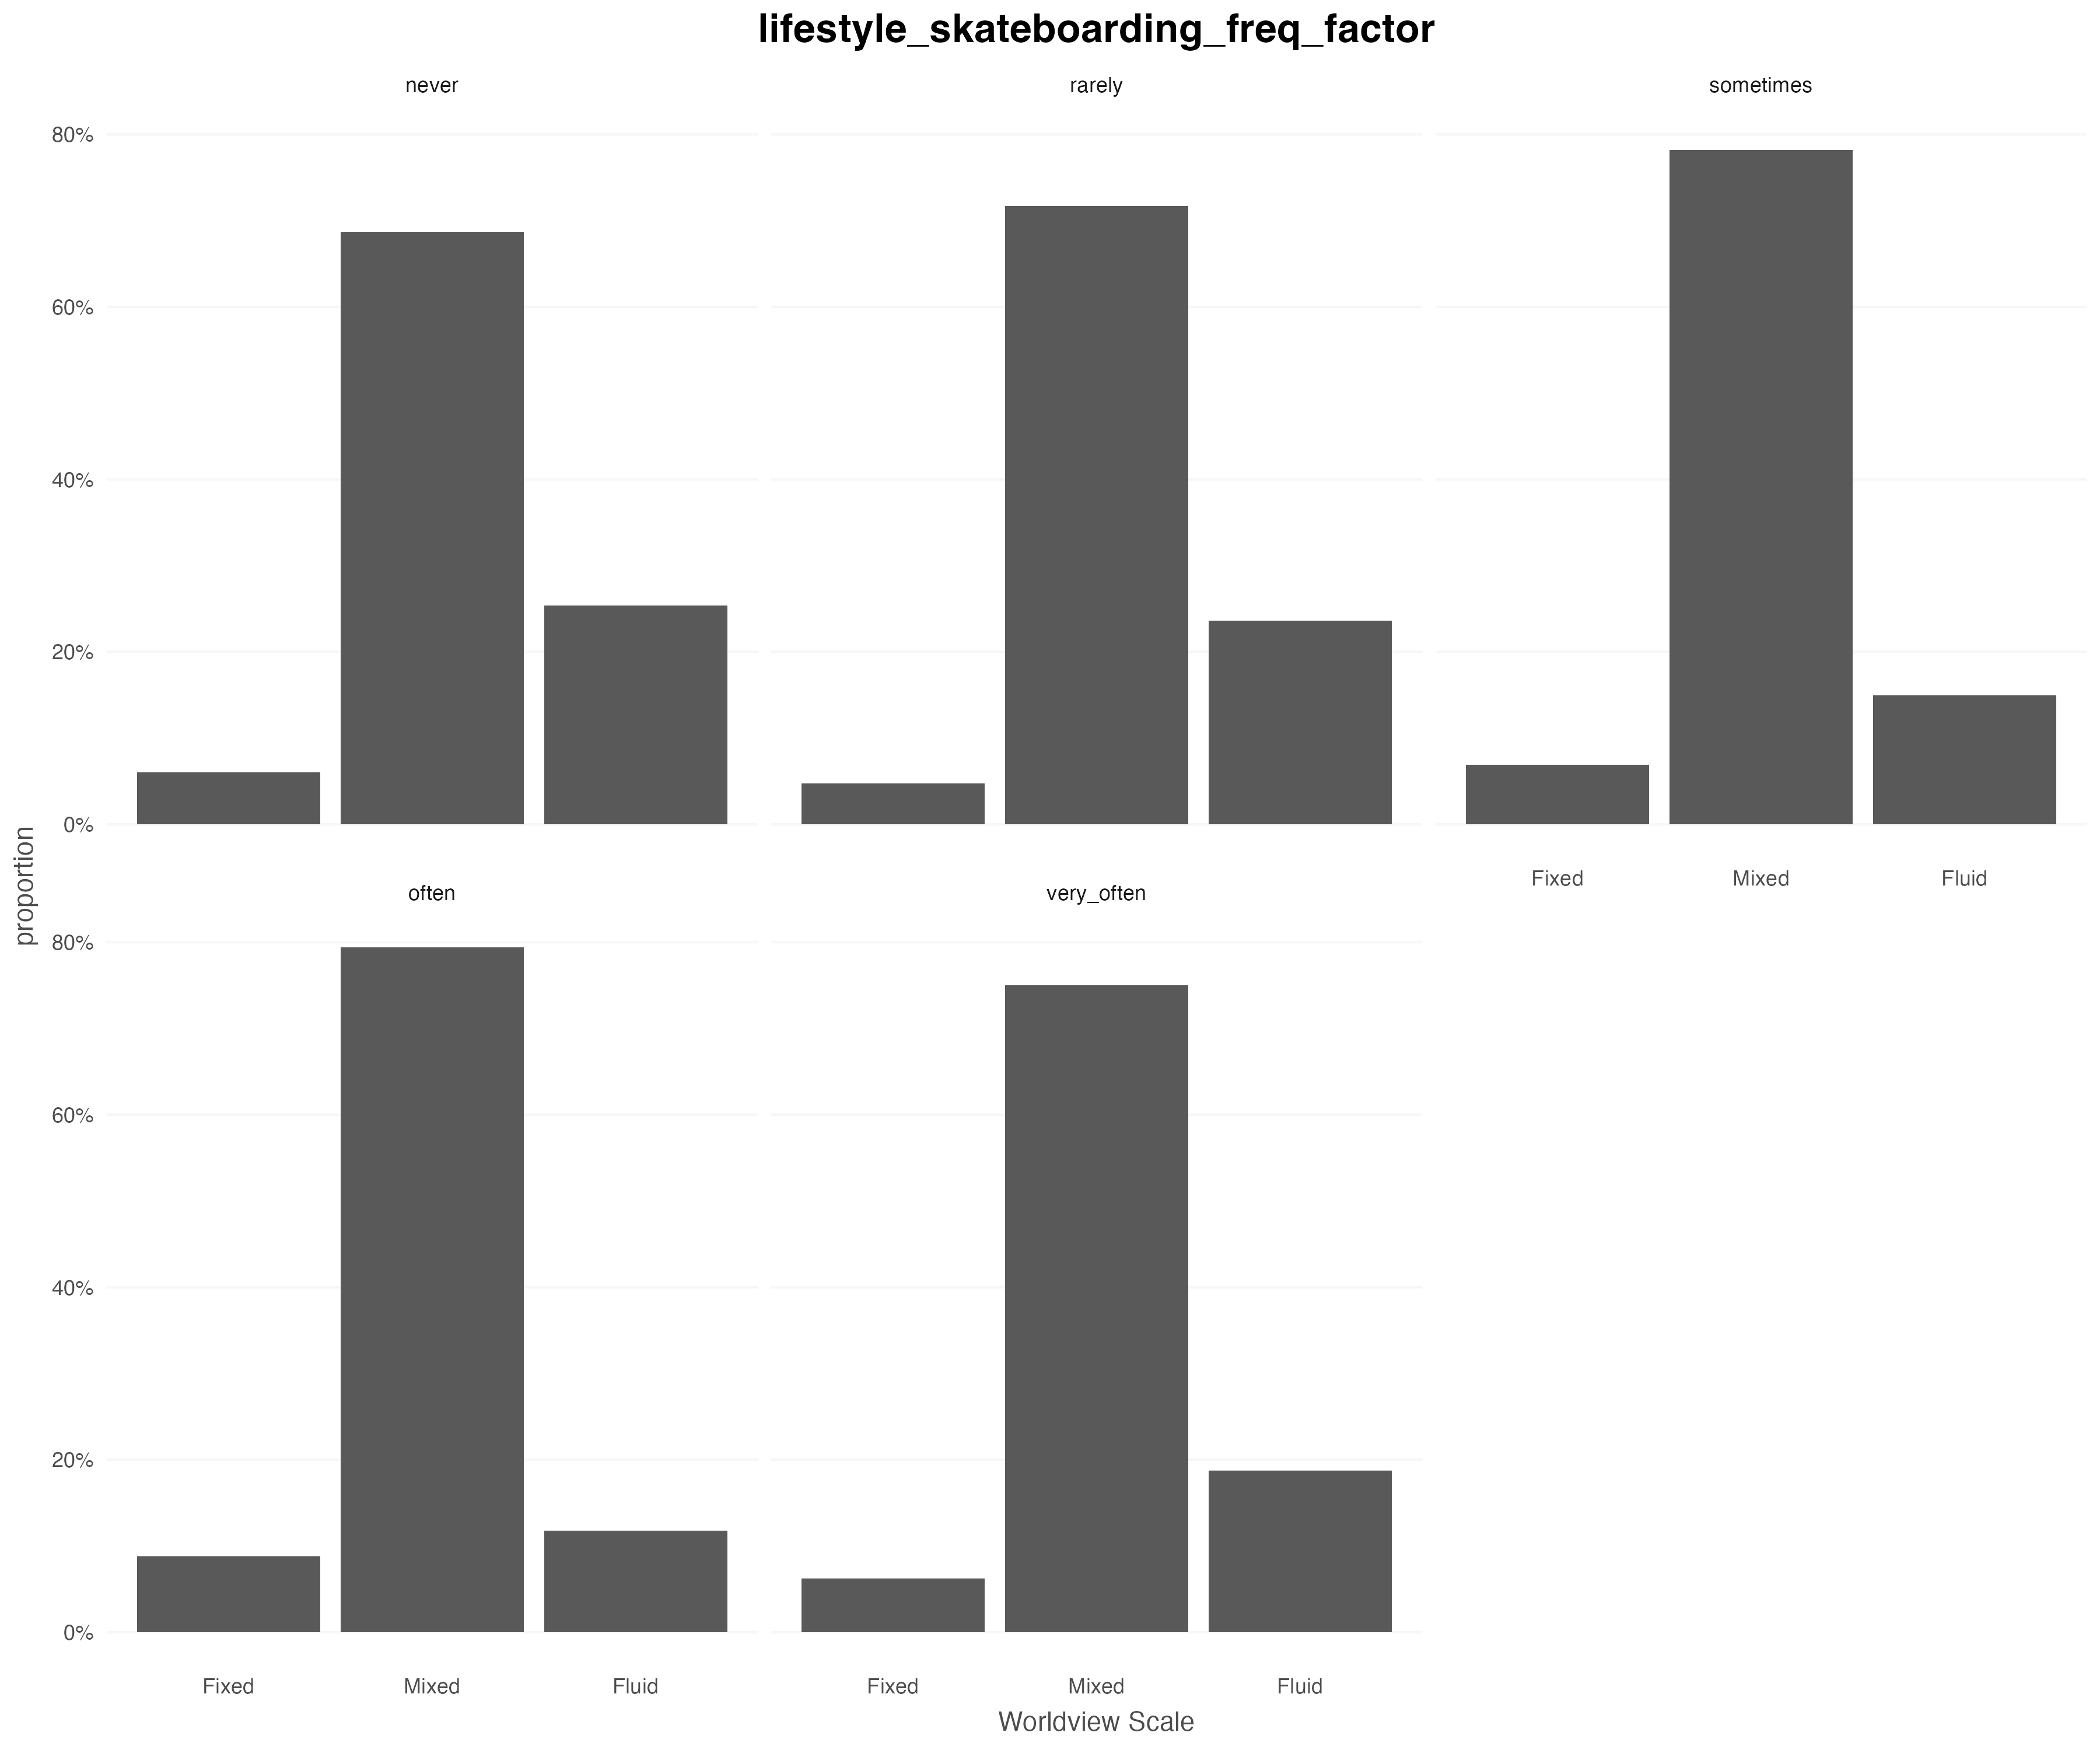 lifestyle_skateboarding_freq_factor
never
rarely
sometimes
80%
60%
40%
20%
0%
Fixed
Mixed
Fluid
proportion
often
very_often
80%
60%
40%
20%
0%
Fixed
Mixed
Fluid
Fixed
Mixed
Fluid
Worldview Scale